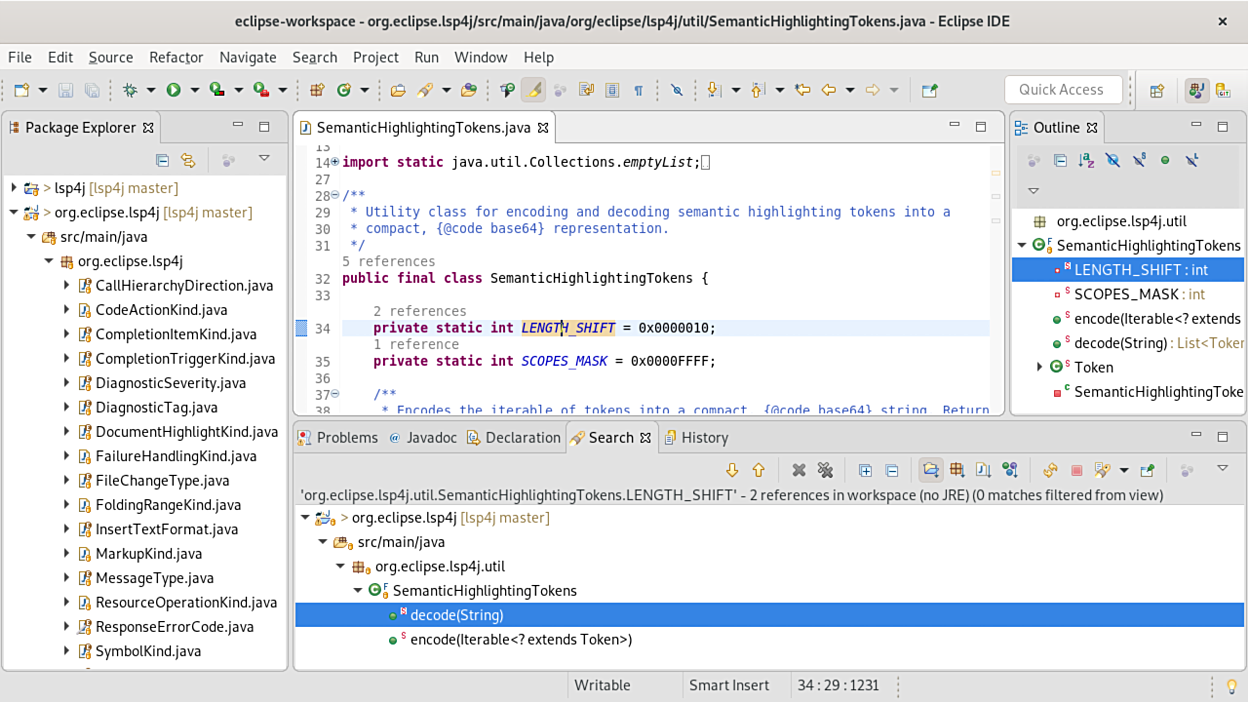 eclipse-workspace - org.eclipse.lsp4j/src/main/java/org/eclipse/lsp4j/util/SemanticHighlightingTokens.java - Eclipse IDE
File Edit Source Refactor Navigate Search Project Run Window Help
Quick Access
Package Explorer
lsp4j [lsp4j master]
> org.eclipse.lsp4j [lsp4j master]
src/main/java
org.eclipse.lsp4j
CallHierarchyDirection.java
CodeActionKind.java
CompletionItemKind.java
CompletionTriggerKind.java
DiagnosticSeverity.java
DiagnosticTag.java
DocumentHighlightKind.java
FailureHandlingKind.java
FileChangeType.java
FoldingRangeKind.java
InsertTextFormat.java
MarkupKind.java
MessageType.java
ResourceOperationKind.java
ResponseErrorCode.java
SymbolKind.java
SemanticHighlightingTokens.java
13
14 import static java.util.Collections.emptyList;
27
28 /**
29 * Utility class for encoding and decoding semantic highlighting tokens into a
30 * compact, {@code base64} representation.
31 */
5 references
32 public final class SemanticHighlightingTokens {
33
2 references
34 private static int LENGTH_SHIFT = 0x0000010;
1 reference
35 private static int SCOPES_MASK = 0x0000FFFF;
36
37 /**
38 * Encodes the iterable of tokens into a compact, {@code base64} string. Return
Outline
org.eclipse.lsp4j.util
SemanticHighlightingTokens
LENGTH_SHIFT : int
SCOPES_MASK : int
encode(Iterable<? extends
decode(String) : List<Token
Token
SemanticHighlightingToke
Problems @ Javadoc Declaration Search History
'org.eclipse.lsp4j.util.SemanticHighlightingTokens.LENGTH_SHIFT' - 2 references in workspace (no JRE) (0 matches filtered from view)
> org.eclipse.lsp4j [lsp4j master]
src/main/java
org.eclipse.lsp4j.util
SemanticHighlightingTokens
decode(String)
encode(Iterable<? extends Token>)
Writable Smart Insert 34 : 29 : 1231